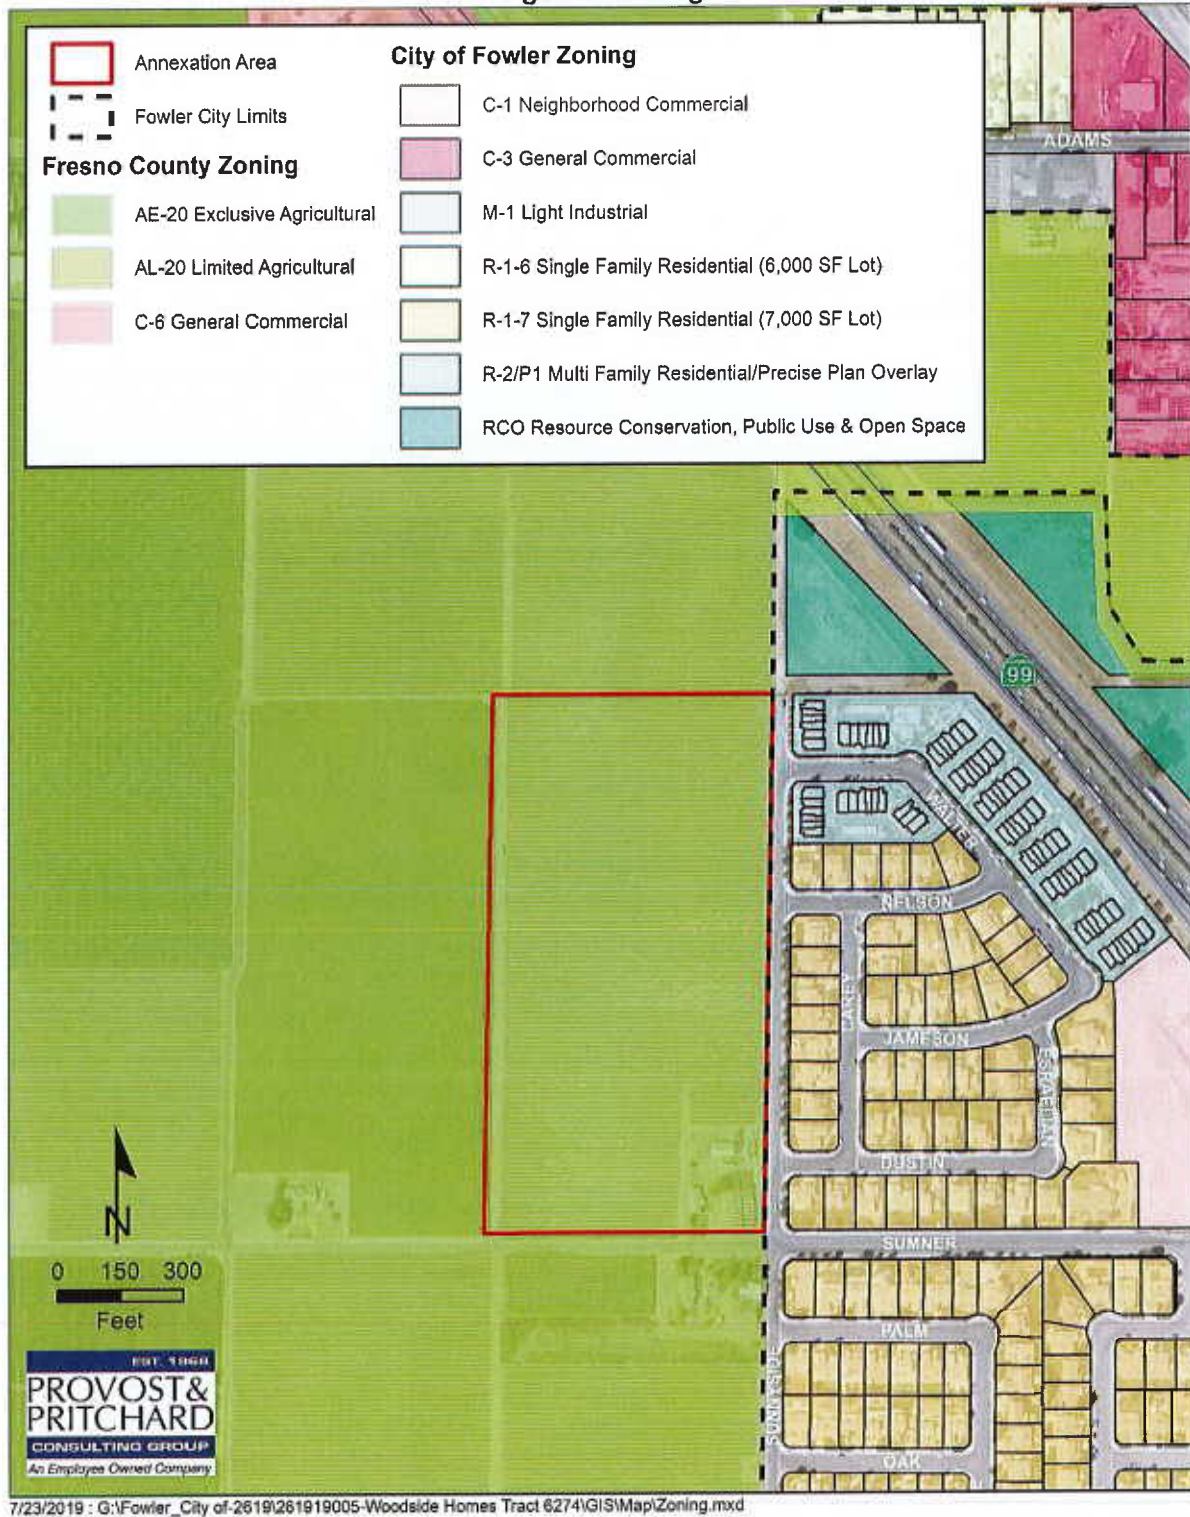 Annexation Area
Fowler City Limits
Fresno County Zoning
AE-20 Exclusive Agricultural
AL-20 Limited Agricultural
C-6 General Commercial
City of Fowler Zoning
C-1 Neighborhood Commercial
C-3 General Commercial
M-1 Light Industrial
R-1-6 Single Family Residential (6,000 SF Lot)
R-1-7 Single Family Residential (7,000 SF Lot)
R-2/P1 Multi Family Residential/Precise Plan Overlay
RCO Resource Conservation, Public Use & Open Space
ADAMS
99
WALTER
NELSON
LANEY
JAMESON
DUSTIN
SUMNER
PALM
SUNNYSIDE
OAK
N
0 150 300
Feet
EST 1968
PROVOST&
PRITCHARD
CONSULTING GROUP
An Employee Owned Company
7/23/2019 : G:\Fowler_City of-2619\261919005-Woodside Homes Tract 6274\GIS\Map\Zoning.mxd